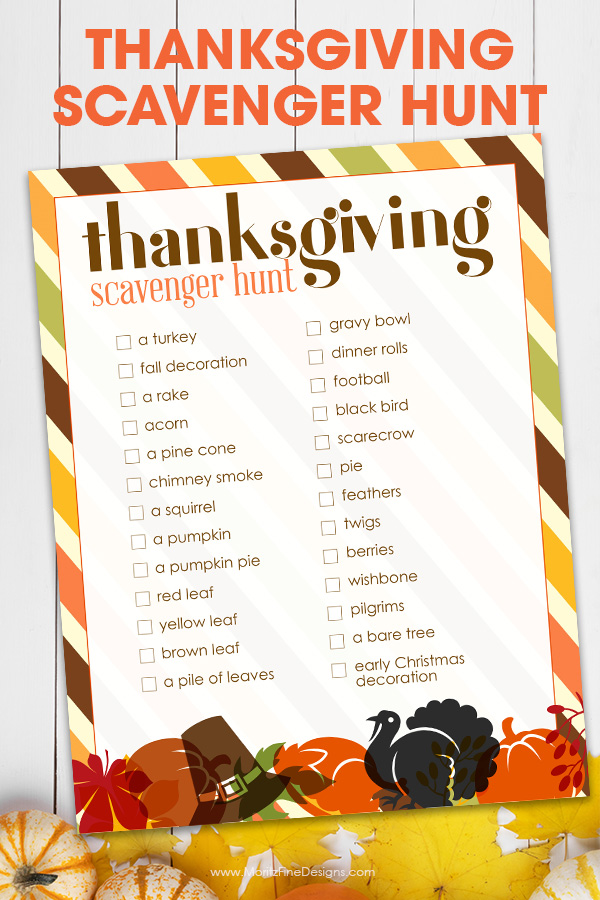 THANKSGIVING
SCAVENGER HUNT
thanksgiving
scavenger hunt
a turkey
fall decoration
a rake
acorn
a pine cone
chimney smoke
a squirrel
a pumpkin
a pumpkin pie
red leaf
yellow leaf
brown leaf
a pile of leaves
gravy bowl
dinner rolls
football
black bird
scarecrow
pie
feathers
twigs
berries
wishbone
pilgrims
a bare tree
early Christmas
decoration
www.MoritzFineDesigns.com